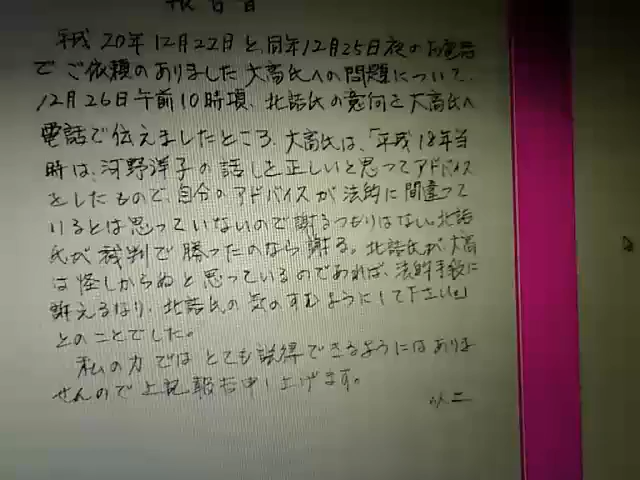 報告書
平成20年12月22日と同年12月25日夜のお電話
でご依頼のありました大高氏への問題について、
12月26日午前10時頃、北詰氏の意向を大高氏へ
電話で伝えましたところ、大高氏は、「平成18年当
時は、河野洋子の話しを正しいと思ってアドバイス
をしたもので、自分のアドバイスが法的に間違って
いるとは思っていないので謝るつもりはない。北詰
氏が裁判で勝ったのなら謝る。北詰氏が、大高
は怪しからぬと思っているのであれば、法的手段に
訴えるなり、北詰氏の気のすむようにして下さい。」
とのことでした。
私の力ではとても説得できるようにはありま
せんので上記報告申し上げます。
以上